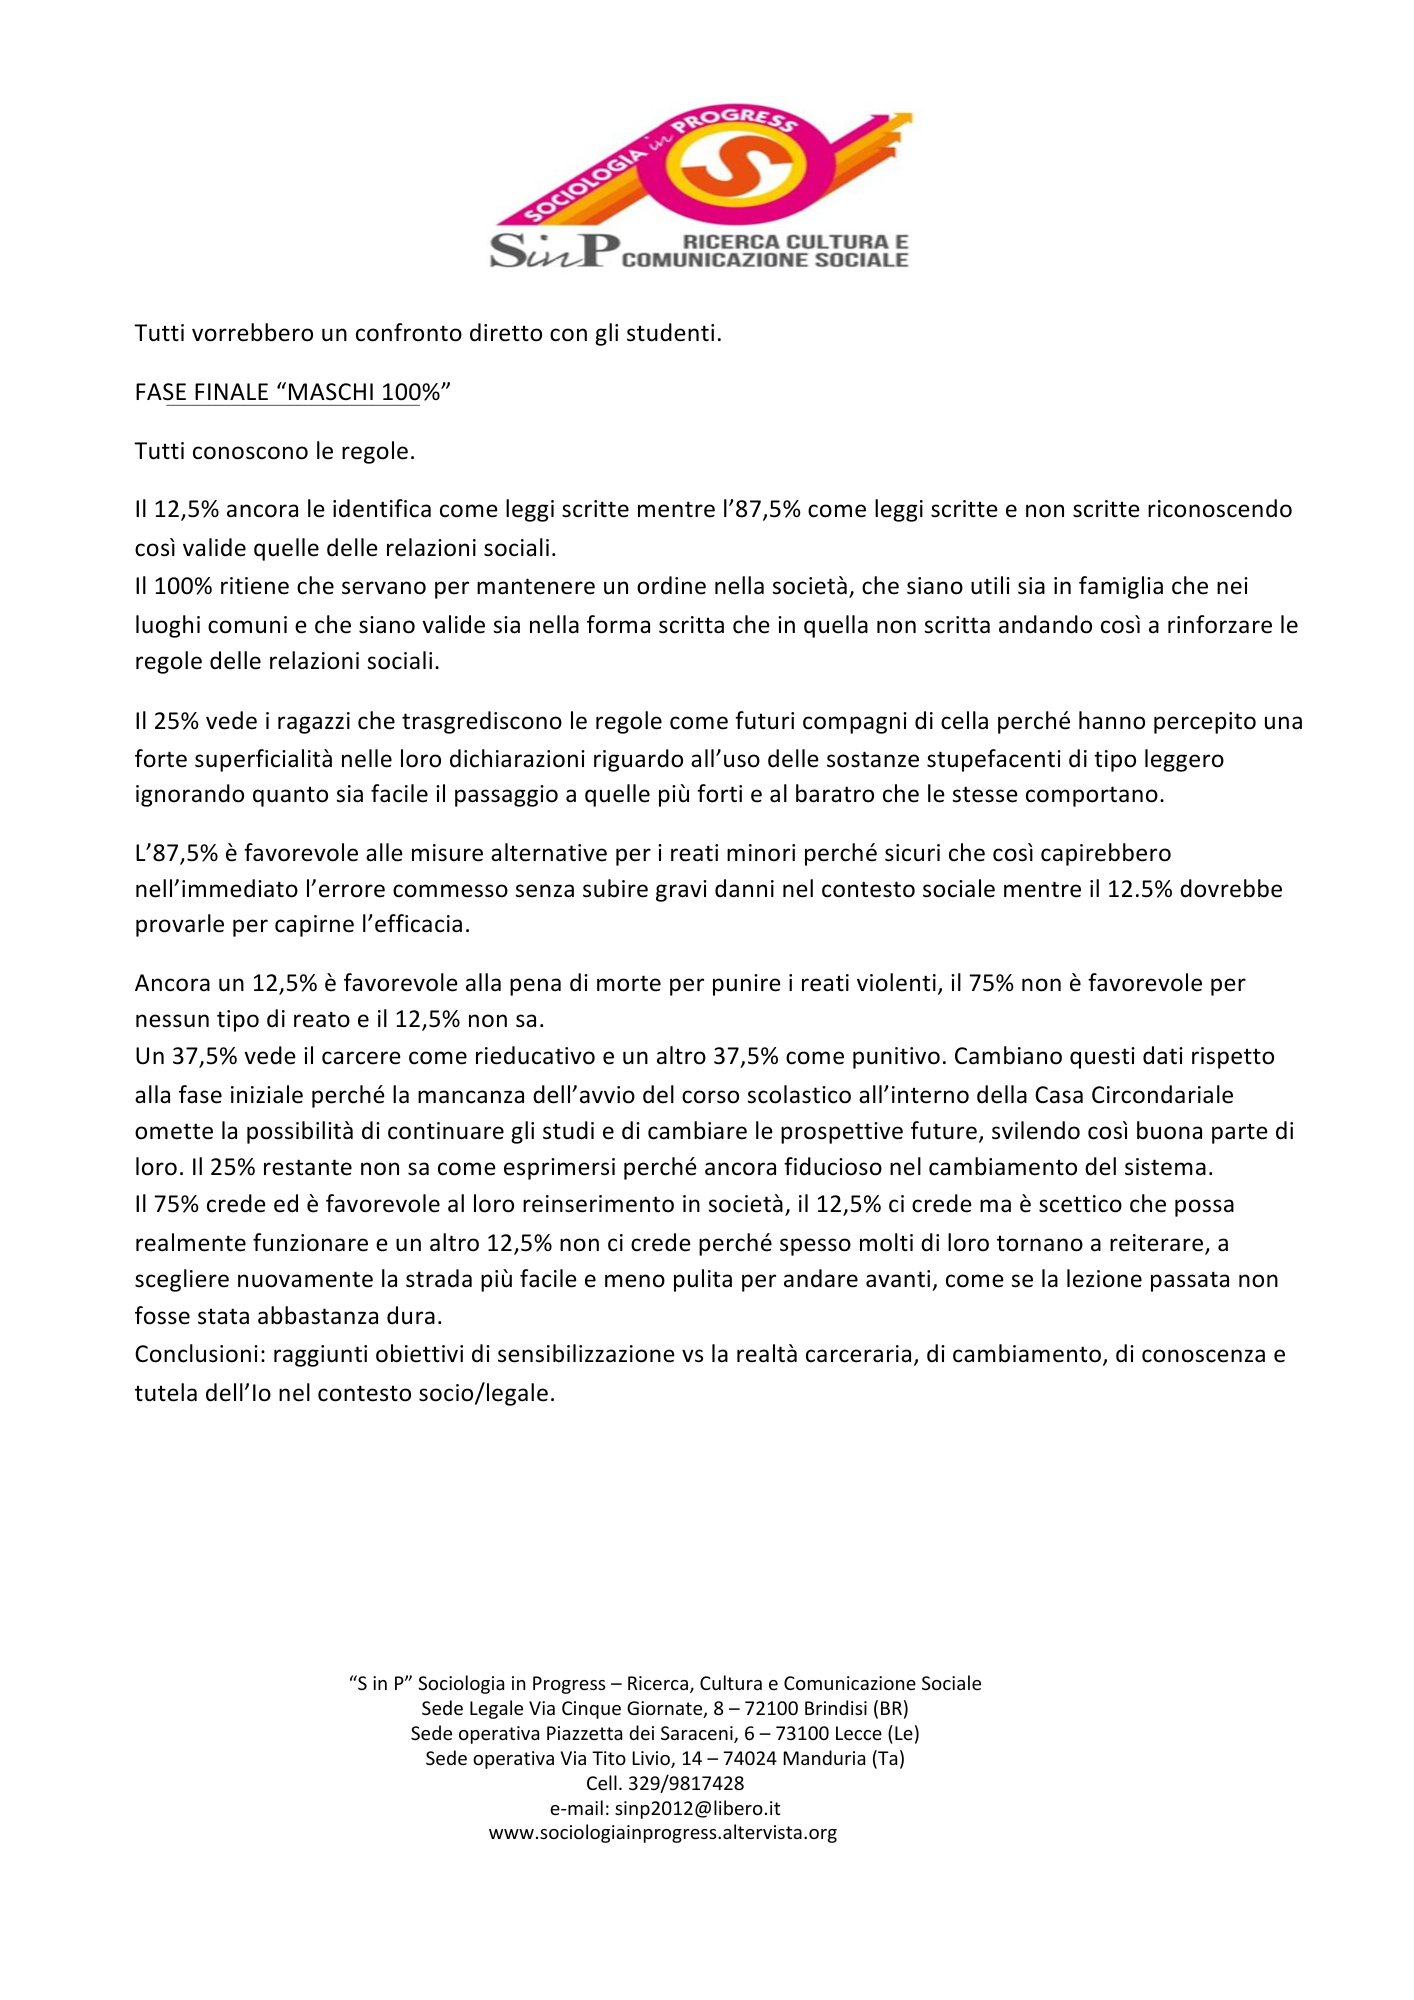 SOCIOLOGIA in PROGRESS
S
SinP RICERCA CULTURA E
COMUNICAZIONE SOCIALE
Tutti vorrebbero un confronto diretto con gli studenti.
FASE FINALE “MASCHI 100%”
Tutti conoscono le regole.
Il 12,5% ancora le identifica come leggi scritte mentre l’87,5% come leggi scritte e non scritte riconoscendo
così valide quelle delle relazioni sociali.
Il 100% ritiene che servano per mantenere un ordine nella società, che siano utili sia in famiglia che nei
luoghi comuni e che siano valide sia nella forma scritta che in quella non scritta andando così a rinforzare le
regole delle relazioni sociali.
Il 25% vede i ragazzi che trasgrediscono le regole come futuri compagni di cella perché hanno percepito una
forte superficialità nelle loro dichiarazioni riguardo all’uso delle sostanze stupefacenti di tipo leggero
ignorando quanto sia facile il passaggio a quelle più forti e al baratro che le stesse comportano.
L’87,5% è favorevole alle misure alternative per i reati minori perché sicuri che così capirebbero
nell’immediato l’errore commesso senza subire gravi danni nel contesto sociale mentre il 12.5% dovrebbe
provarle per capirne l’efficacia.
Ancora un 12,5% è favorevole alla pena di morte per punire i reati violenti, il 75% non è favorevole per
nessun tipo di reato e il 12,5% non sa.
Un 37,5% vede il carcere come rieducativo e un altro 37,5% come punitivo. Cambiano questi dati rispetto
alla fase iniziale perché la mancanza dell’avvio del corso scolastico all’interno della Casa Circondariale
omette la possibilità di continuare gli studi e di cambiare le prospettive future, svilendo così buona parte di
loro. Il 25% restante non sa come esprimersi perché ancora fiducioso nel cambiamento del sistema.
Il 75% crede ed è favorevole al loro reinserimento in società, il 12,5% ci crede ma è scettico che possa
realmente funzionare e un altro 12,5% non ci crede perché spesso molti di loro tornano a reiterare, a
scegliere nuovamente la strada più facile e meno pulita per andare avanti, come se la lezione passata non
fosse stata abbastanza dura.
Conclusioni: raggiunti obiettivi di sensibilizzazione vs la realtà carceraria, di cambiamento, di conoscenza e
tutela dell’Io nel contesto socio/legale.
“S in P” Sociologia in Progress – Ricerca, Cultura e Comunicazione Sociale
Sede Legale Via Cinque Giornate, 8 – 72100 Brindisi (BR)
Sede operativa Piazzetta dei Saraceni, 6 – 73100 Lecce (Le)
Sede operativa Via Tito Livio, 14 – 74024 Manduria (Ta)
Cell. 329/9817428
e-mail: sinp2012@libero.it
www.sociologiainprogress.altervista.org